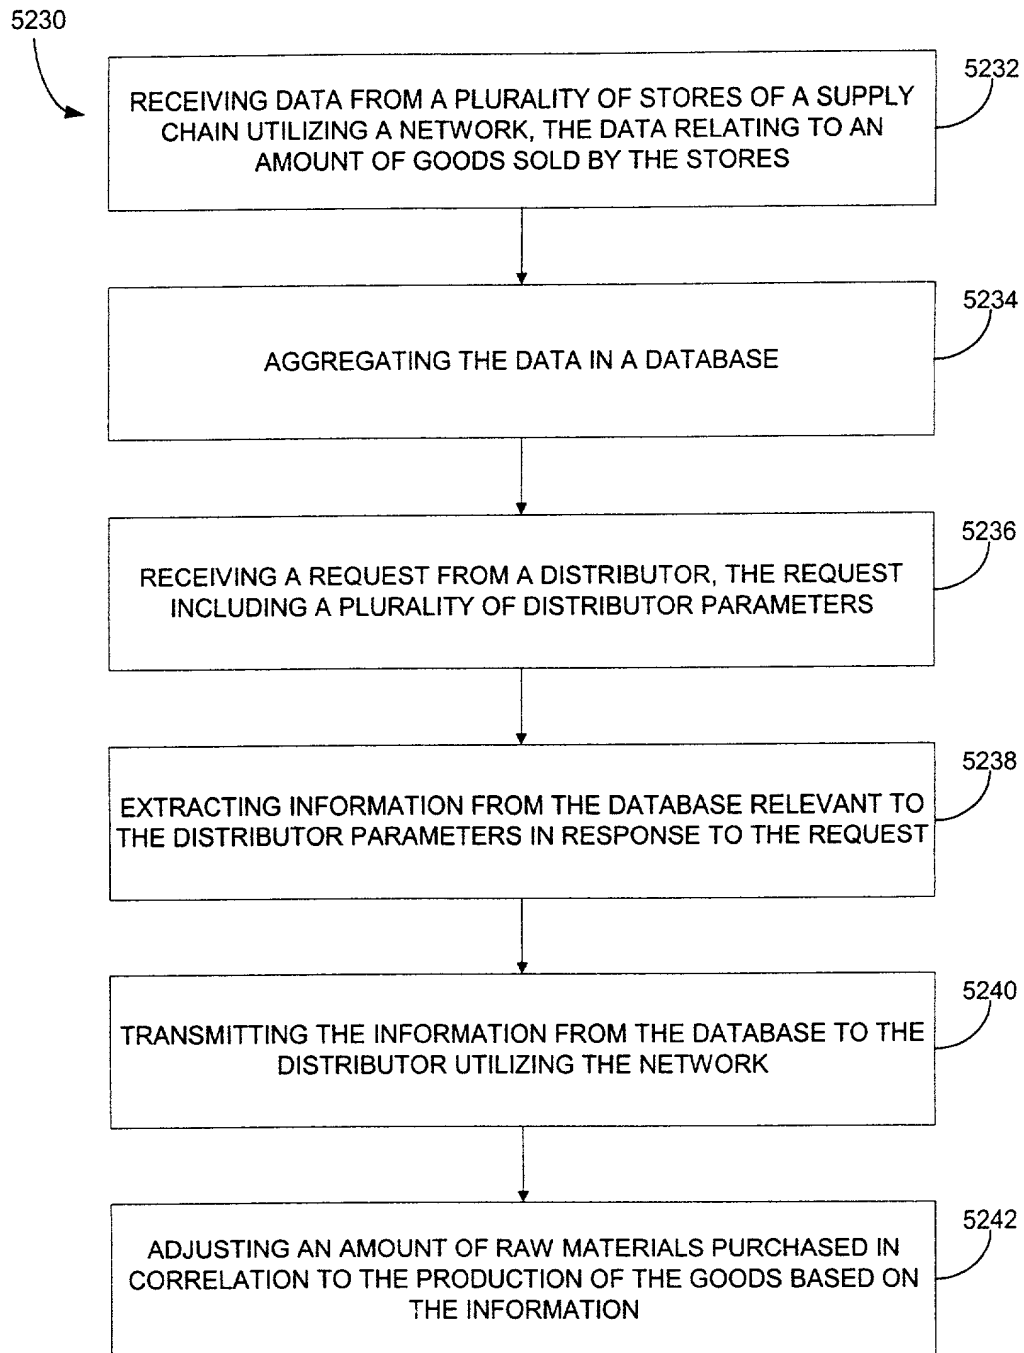 5230
5232
RECEIVING DATA FROM A PLURALITY OF STORES OF A SUPPLY
CHAIN UTILIZING A NETWORK, THE DATA RELATING TO AN
AMOUNT OF GOODS SOLD BY THE STORES
5234
AGGREGATING THE DATA IN A DATABASE
5236
RECEIVING A REQUEST FROM A DISTRIBUTOR, THE REQUEST
INCLUDING A PLURALITY OF DISTRIBUTOR PARAMETERS
5238
EXTRACTING INFORMATION FROM THE DATABASE RELEVANT TO
THE DISTRIBUTOR PARAMETERS IN RESPONSE TO THE REQUEST
5240
TRANSMITTING THE INFORMATION FROM THE DATABASE TO THE
DISTRIBUTOR UTILIZING THE NETWORK
5242
ADJUSTING AN AMOUNT OF RAW MATERIALS PURCHASED IN
CORRELATION TO THE PRODUCTION OF THE GOODS BASED ON
THE INFORMATION